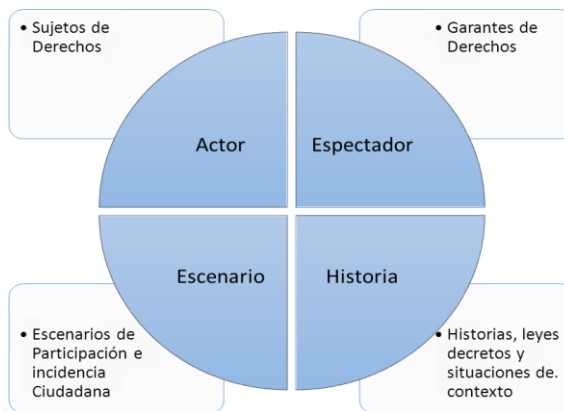 • Sujetos de
Derechos
• Garantes de
Derechos
Actor
Espectador
Escenario
Historia
• Escenarios de
Participación e
incidencia
Ciudadana
• Historias, leyes
decretos y
situaciones de.
contexto